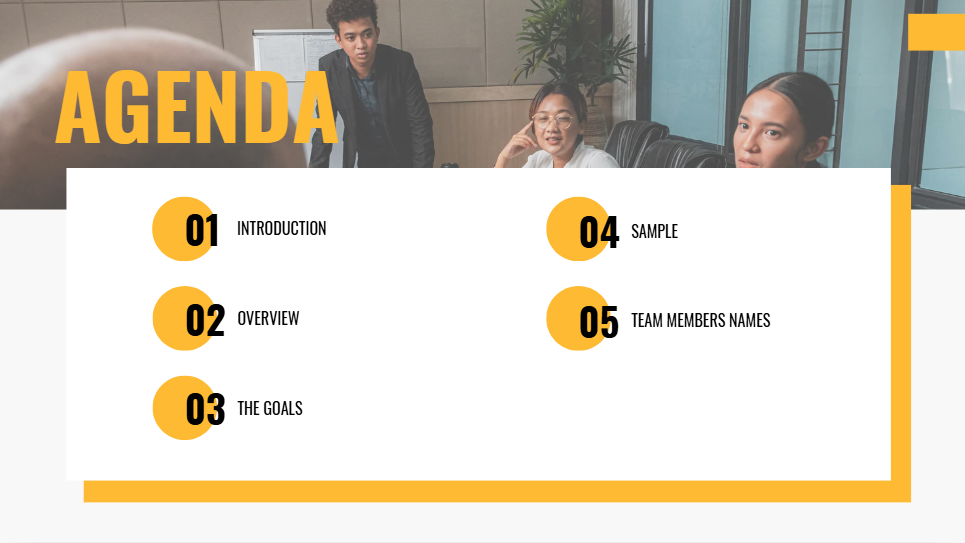 AGENDA
01 INTRODUCTION
02 OVERVIEW
03 THE GOALS
04 SAMPLE
05 TEAM MEMBERS NAMES